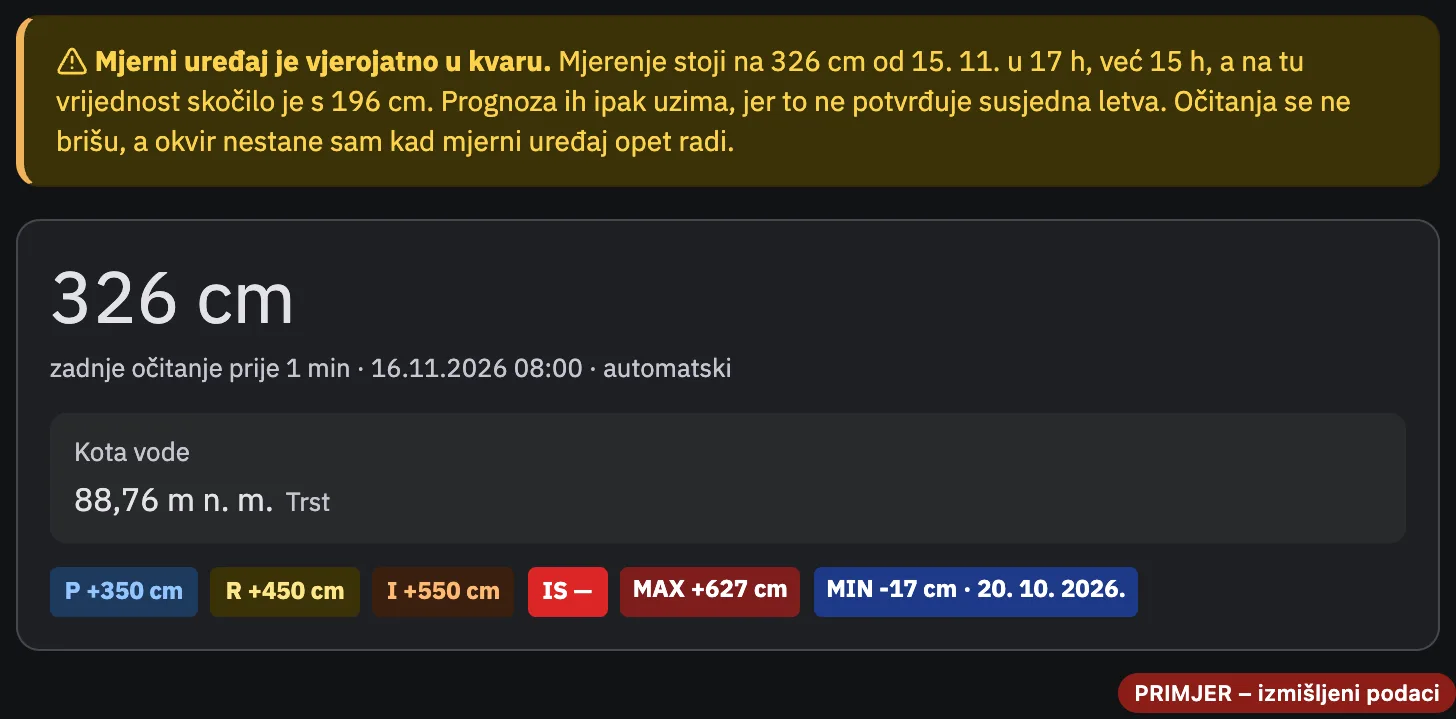 ⚠ Mjerni uređaj je vjerojatno u kvaru. Mjerenje stoji na 326 cm od 15. 11. u 17 h, već 15 h, a na tu
vrijednost skočilo je s 196 cm. Prognoza ih ipak uzima, jer to ne potvrđuje susjedna letva. Očitanja se ne
brišu, a okvir nestane sam kad mjerni uređaj opet radi.
326 cm
zadnje očitanje prije 1 min · 16.11.2026 08:00 · automatski
Kota vode
88,76 m n. m. Trst
P +350 cm R +450 cm I +550 cm IS — MAX +627 cm MIN -17 cm · 20. 10. 2026.
PRIMJER – izmišljeni podaci